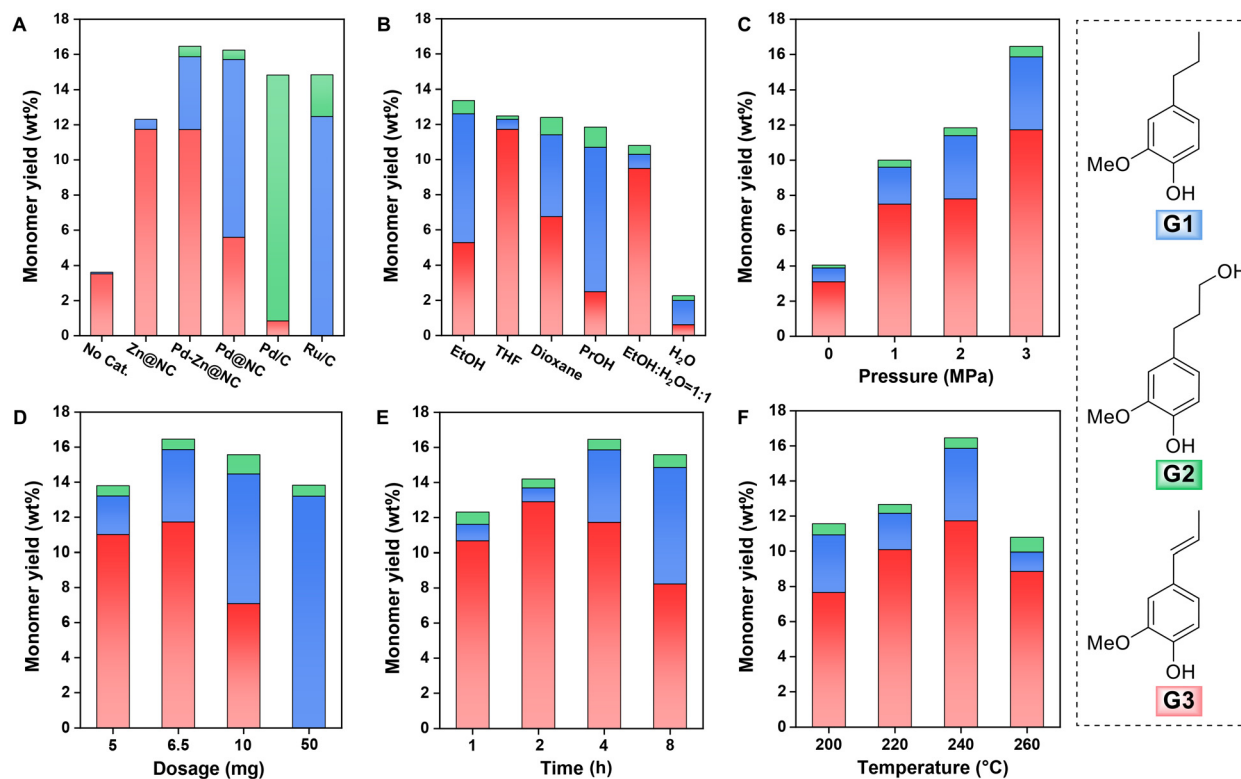 A
Monomer yield (wt%)
18
16
14
12
10
8
6
4
2
0
No Cat.
Zn@NC
Pd-Zn@NC
Pd@NC
Pd/C
Ru/C
B
Monomer yield (wt%)
18
16
14
12
10
8
6
4
2
0
EtOH
THF
Dioxane
PrOH
EtOH:H₂O=1:1
H₂O
C
Monomer yield (wt%)
18
16
14
12
10
8
6
4
2
0
0 1 2 3
Pressure (MPa)
D
Monomer yield (wt%)
18
16
14
12
10
8
6
4
2
0
5 6.5 10 50
Dosage (mg)
E
Monomer yield (wt%)
18
16
14
12
10
8
6
4
2
0
1 2 4 8
Time (h)
F
Monomer yield (wt%)
18
16
14
12
10
8
6
4
2
0
200 220 240 260
Temperature (°C)
MeO
OH
G1
OH
MeO
OH
G2
MeO
OH
G3